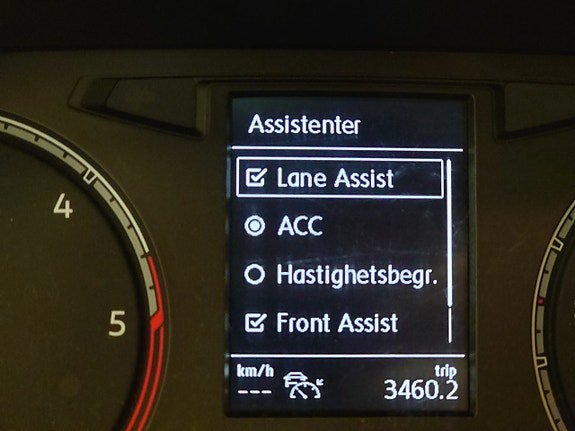 Assistenter
Lane Assist
ACC
Hastighetsbegr.
Front Assist
km/h
trip
---
3460.2
4
5